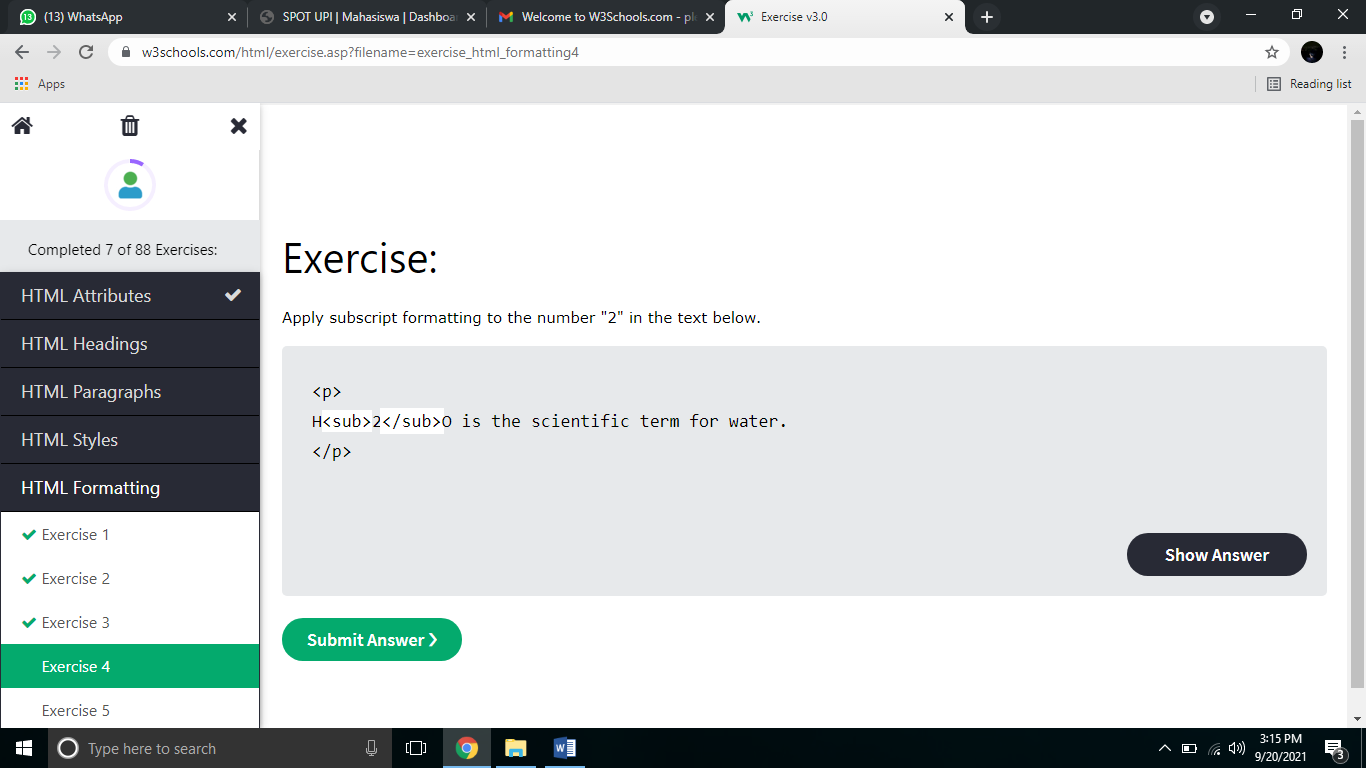 (13) WhatsApp
SPOT UPI | Mahasiswa | Dashboa
Welcome to W3Schools.com - pl
Exercise v3.0
w3schools.com/html/exercise.asp?filename=exercise_html_formatting4
Apps
Reading list
Completed 7 of 88 Exercises:
HTML Attributes
HTML Headings
HTML Paragraphs
HTML Styles
HTML Formatting
Exercise 1
Exercise 2
Exercise 3
Exercise 4
Exercise 5
Exercise:
Apply subscript formatting to the number "2" in the text below.
<p>
H<sub>2</sub>O is the scientific term for water.
</p>
Show Answer
Submit Answer ❯
Type here to search
3:15 PM
9/20/2021
3